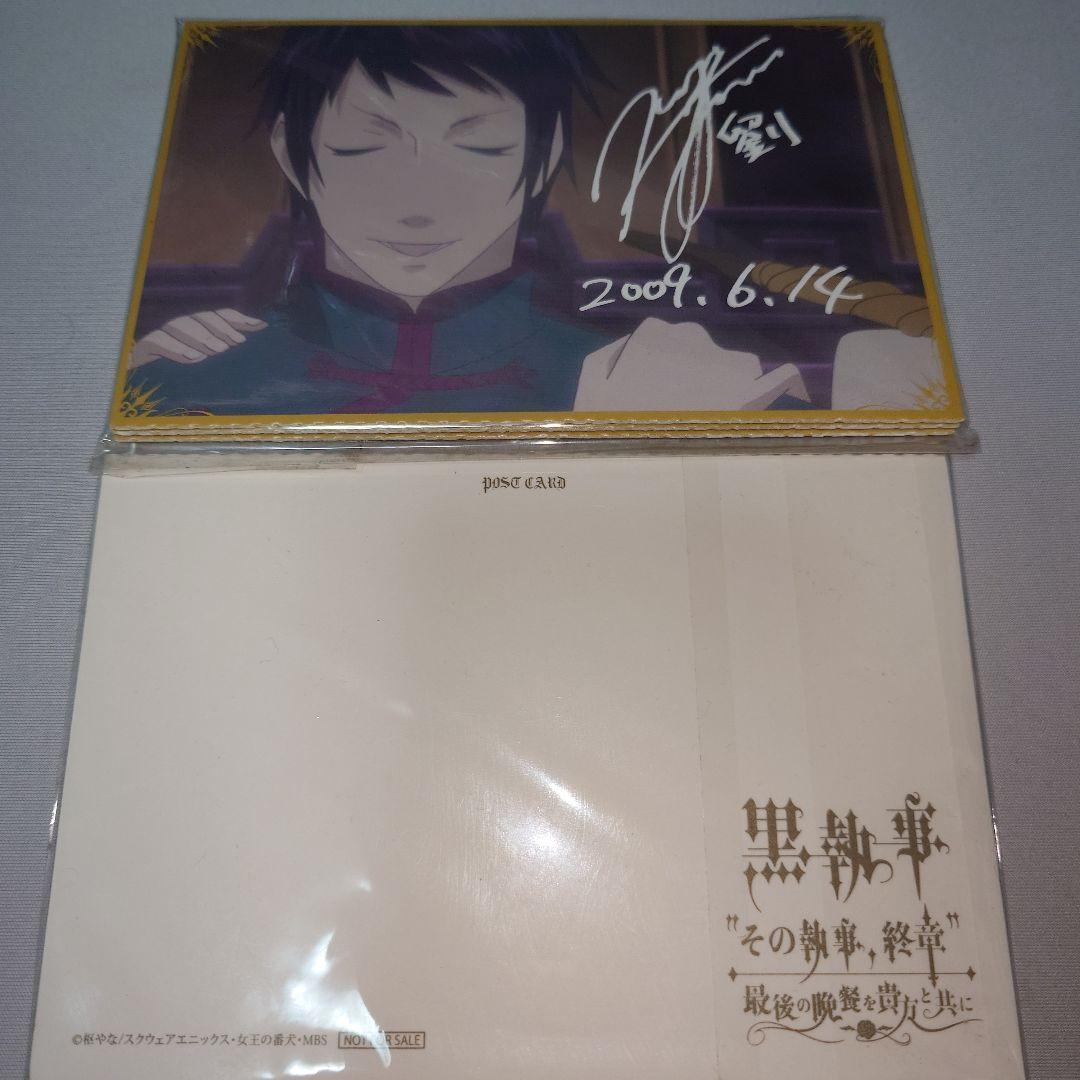 劉
2009.6.14
POST CARD
黒執事
"その執事、終章"
最後の晩餐を貴方と共に
©枢やな/スクウェアエニックス・女王の番犬・MBS NOT FOR SALE